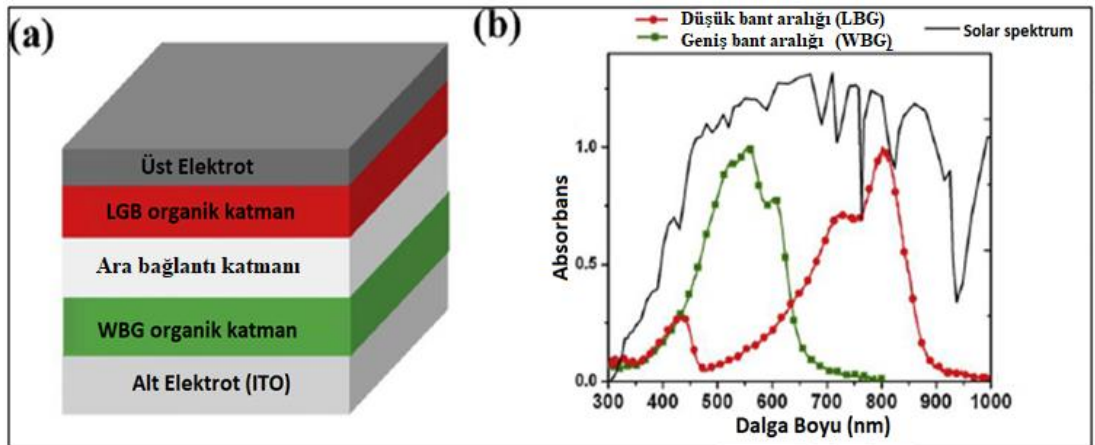 (a)
Üst Elektrot
LGB organik katman
Ara bağlantı katmanı
WBG organik katman
Alt Elektrot (ITO)
(b)
Düşük bant aralığı (LBG)
Geniş bant aralığı (WBG)
Solar spektrum
Absorbans
1.0
0.5
0.0
300 400 500 600 700 800 900 1000
Dalga Boyu (nm)